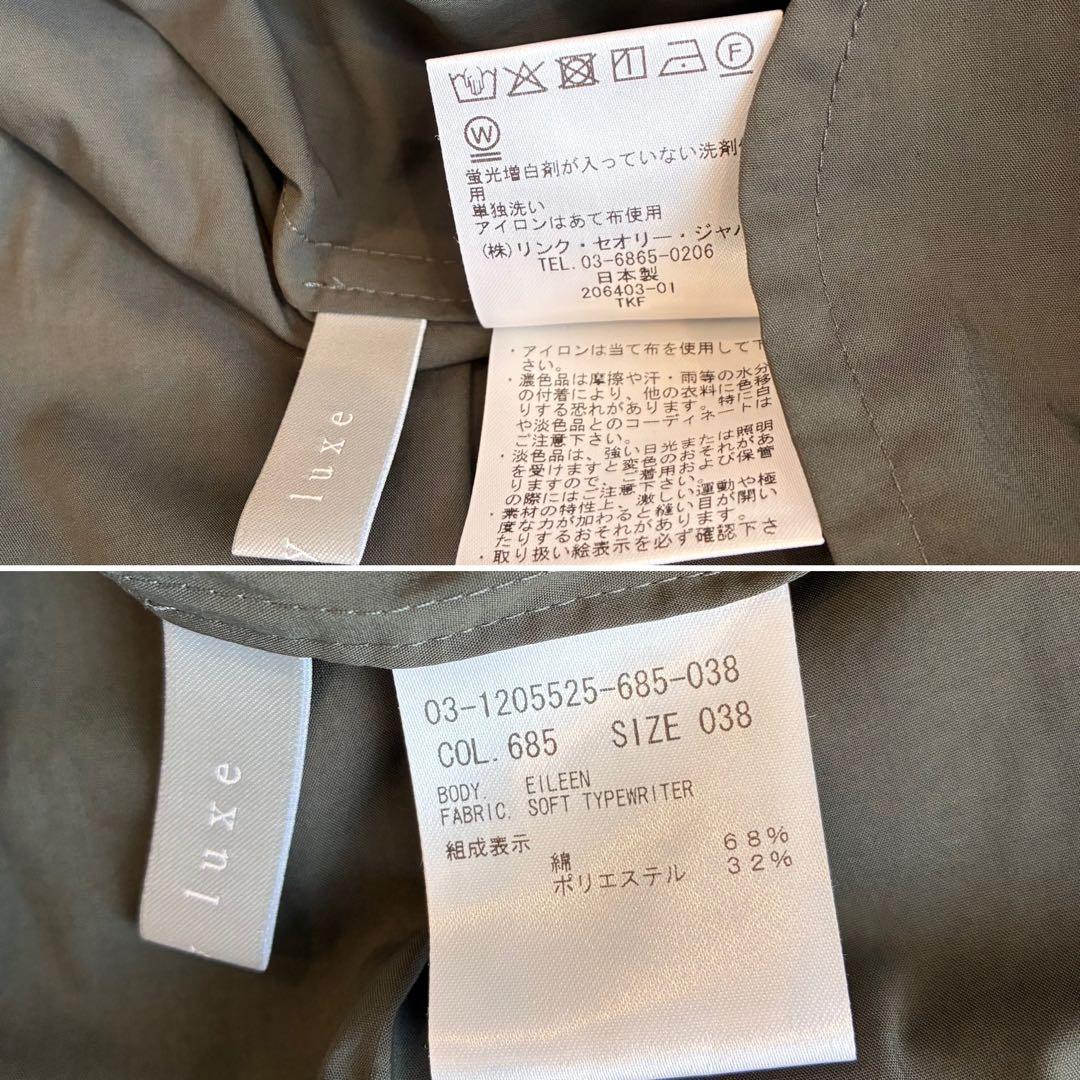 F
W
蛍光増白剤が入っていない洗剤
用
単独洗い
アイロンはあて布使用
(株)リンク・セオリー・ジャパ
TEL. 03-6865-0206
日本製
206403-01
TKF
・アイロンは当て布を使用して下
さい。
・濃色品は摩擦や汗・雨等の水分
の付着により、他の衣料に色移
りする恐れがあります。特に白
や淡色品とのコーディネートは
ご注意下さい。
・淡色品は、強い日光または照明
を受けますと変色のおそれがあ
りますので、ご着用および保管
の際にはご注意下さい。
・素材の特性上、激しい運動や極
度な力が加わると縫い目が開い
たりするおそれがあります。
・取り扱い絵表示を必ず確認下さ
y luxe
y luxe
03-1205525-685-038
COL. 685 SIZE 038
BODY. EILEEN
FABRIC. SOFT TYPEWRITER
組成表示
綿 68%
ポリエステル 32%